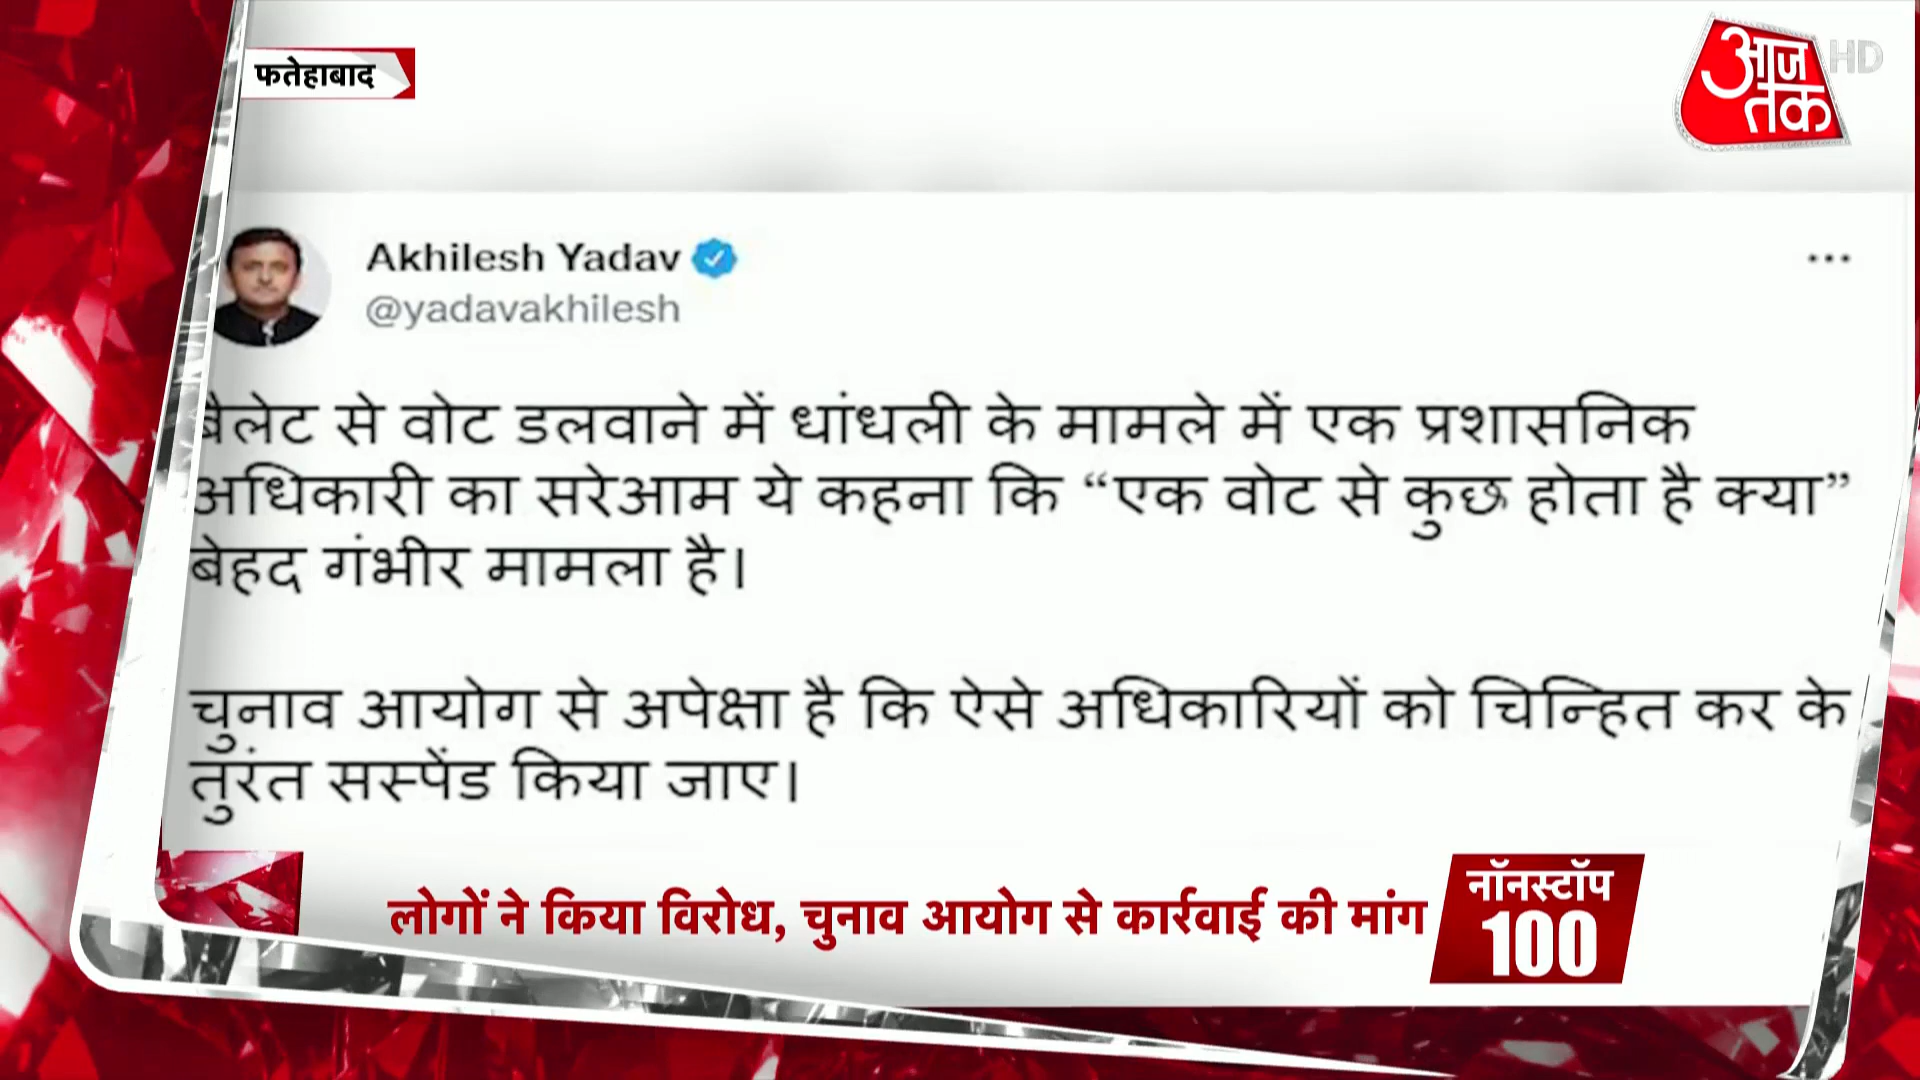 फतेहाबाद
आज तक HD
Akhilesh Yadav
@yadavakhilesh
बैलेट से वोट डलवाने में धांधली के मामले में एक प्रशासनिक
अधिकारी का सरेआम ये कहना कि “एक वोट से कुछ होता है क्या”
बेहद गंभीर मामला है।
चुनाव आयोग से अपेक्षा है कि ऐसे अधिकारियों को चिन्हित कर के
तुरंत सस्पेंड किया जाए।
लोगों ने किया विरोध, चुनाव आयोग से कार्रवाई की मांग
नॉनस्टॉप
100